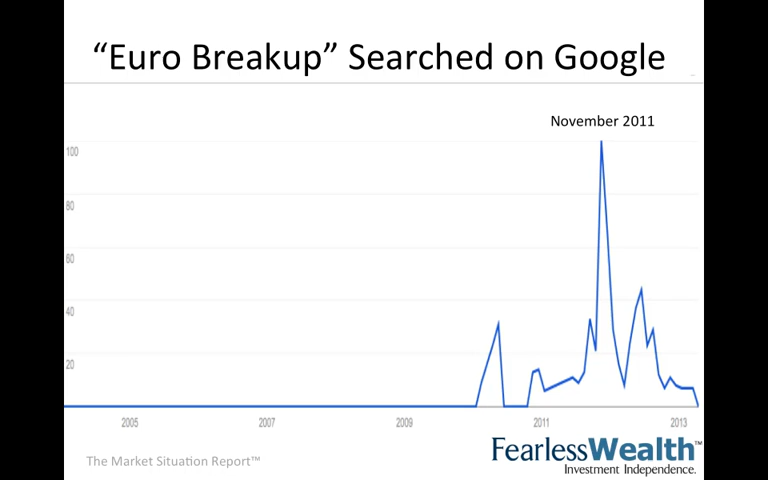 “Euro Breakup” Searched on Google
November 2011
100
80
60
40
20
2005 2007 2009 2011 2013
The Market Situation Report™
FearlessWealth™
Investment Independence.